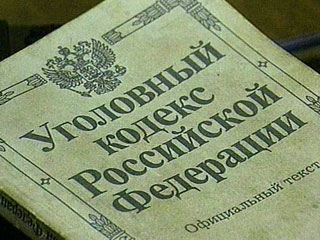 Уголовный
кодекс
Российской
Федерации
Официальный текст